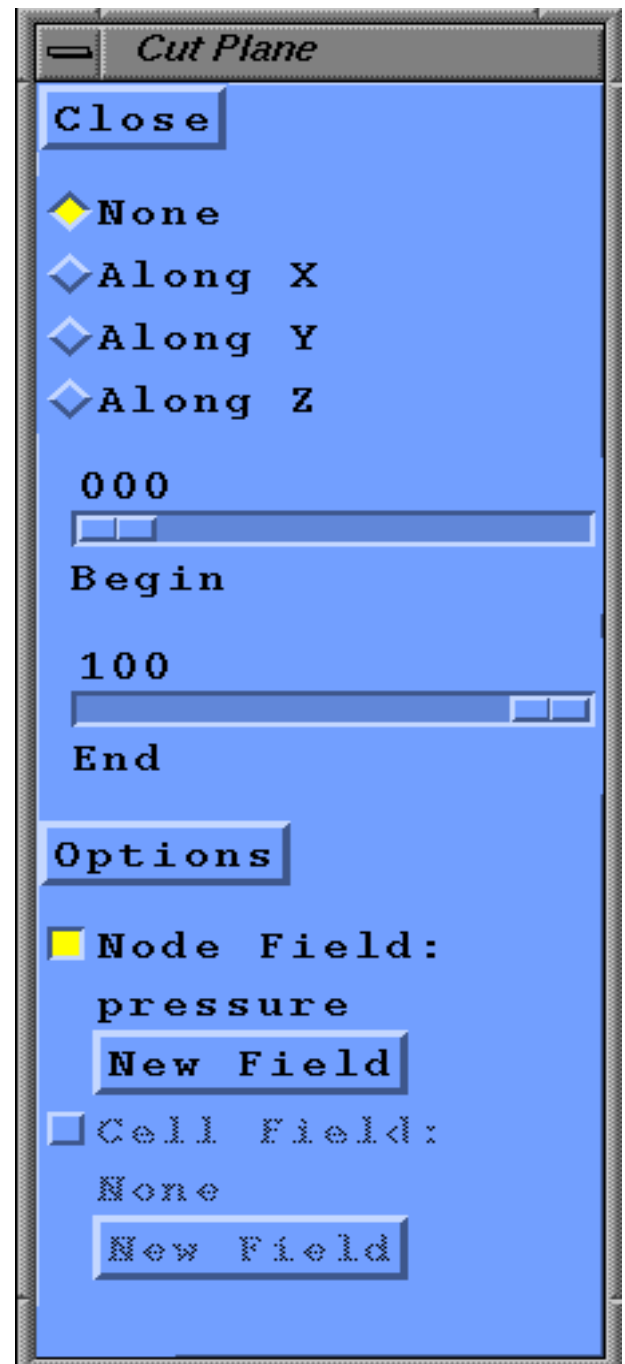 Cut Plane
Close
None
Along X
Along Y
Along Z
000
Begin
100
End
Options
Node Field:
pressure
New Field
Cell Field:
None
New Field